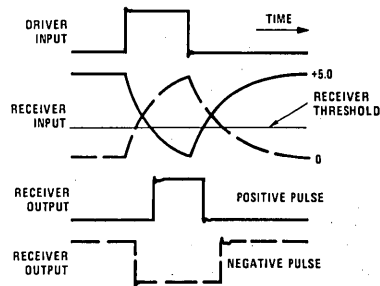 DRIVER
INPUT
TIME
+5.0
RECEIVER
THRESHOLD
RECEIVER
INPUT
0
RECEIVER
OUTPUT
POSITIVE PULSE
RECEIVER
OUTPUT
NEGATIVE PULSE